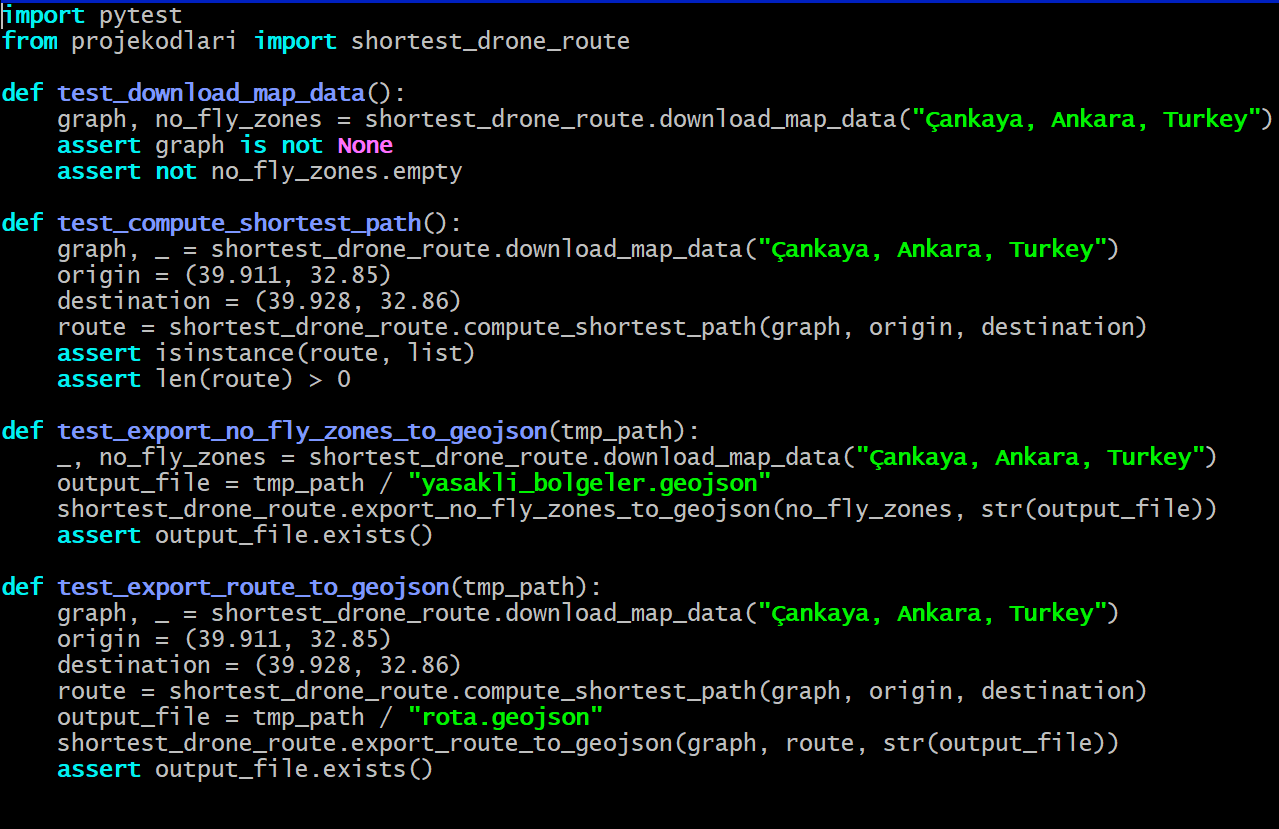 import pytest
from projekodlari import shortest_drone_route

def test_download_map_data():
    graph, no_fly_zones = shortest_drone_route.download_map_data("Çankaya, Ankara, Turkey")
    assert graph is not None
    assert not no_fly_zones.empty

def test_compute_shortest_path():
    graph, _ = shortest_drone_route.download_map_data("Çankaya, Ankara, Turkey")
    origin = (39.911, 32.85)
    destination = (39.928, 32.86)
    route = shortest_drone_route.compute_shortest_path(graph, origin, destination)
    assert isinstance(route, list)
    assert len(route) > 0

def test_export_no_fly_zones_to_geojson(tmp_path):
    _, no_fly_zones = shortest_drone_route.download_map_data("Çankaya, Ankara, Turkey")
    output_file = tmp_path / "yasakli_bolgeler.geojson"
    shortest_drone_route.export_no_fly_zones_to_geojson(no_fly_zones, str(output_file))
    assert output_file.exists()

def test_export_route_to_geojson(tmp_path):
    graph, _ = shortest_drone_route.download_map_data("Çankaya, Ankara, Turkey")
    origin = (39.911, 32.85)
    destination = (39.928, 32.86)
    route = shortest_drone_route.compute_shortest_path(graph, origin, destination)
    output_file = tmp_path / "rota.geojson"
    shortest_drone_route.export_route_to_geojson(graph, route, str(output_file))
    assert output_file.exists()